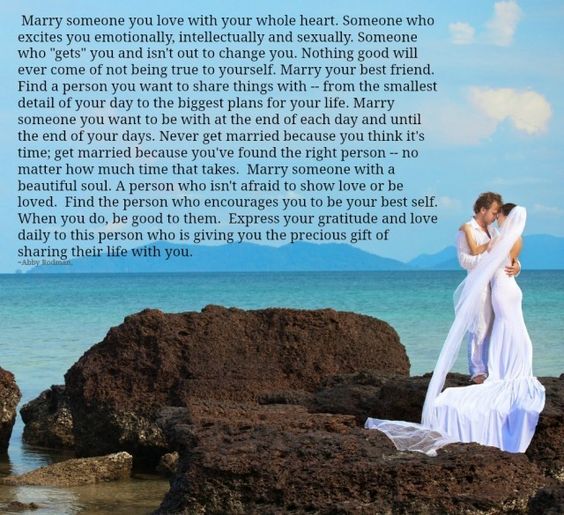 Marry someone you love with your whole heart. Someone who
excites you emotionally, intellectually and sexually. Someone
who "gets" you and isn't out to change you. Nothing good will
ever come of not being true to yourself. Marry your best friend.
Find a person you want to share things with -- from the smallest
detail of your day to the biggest plans for your life. Marry
someone you want to be with at the end of each day and until
the end of your days. Never get married because you think it's
time; get married because you've found the right person -- no
matter how much time that takes.  Marry someone with a
beautiful soul. A person who isn't afraid to show love or be
loved.  Find the person who encourages you to be your best self.
When you do, be good to them.  Express your gratitude and love
daily to this person who is giving you the precious gift of
sharing their life with you.
~Abby Rodman,